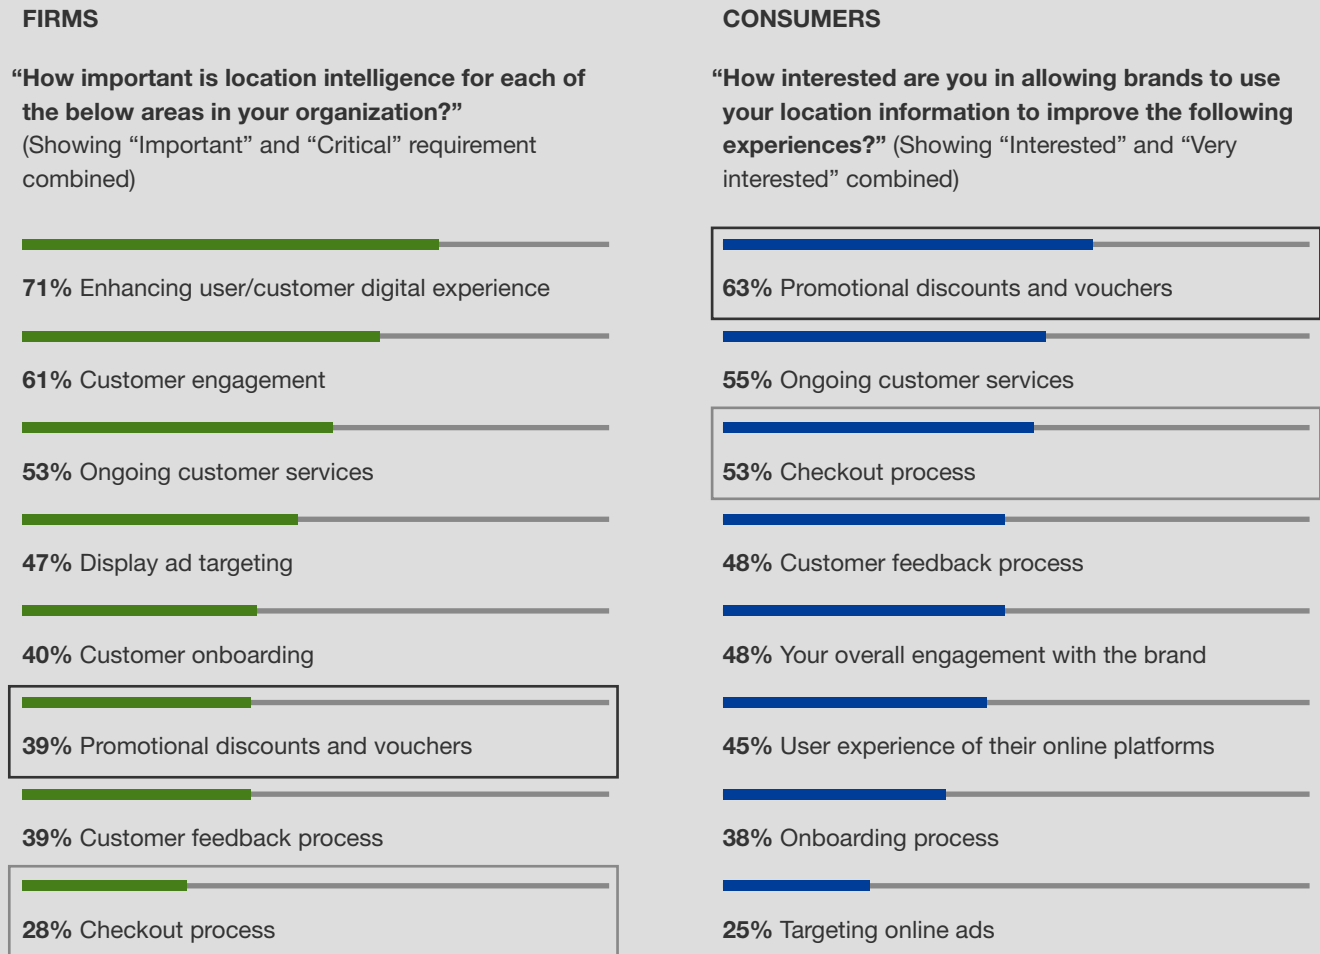 FIRMS
“How important is location intelligence for each of
the below areas in your organization?”
(Showing “Important” and “Critical” requirement
combined)
71% Enhancing user/customer digital experience
61% Customer engagement
53% Ongoing customer services
47% Display ad targeting
40% Customer onboarding
39% Promotional discounts and vouchers
39% Customer feedback process
28% Checkout process
CONSUMERS
“How interested are you in allowing brands to use
your location information to improve the following
experiences?” (Showing “Interested” and “Very
interested” combined)
63% Promotional discounts and vouchers
55% Ongoing customer services
53% Checkout process
48% Customer feedback process
48% Your overall engagement with the brand
45% User experience of their online platforms
38% Onboarding process
25% Targeting online ads